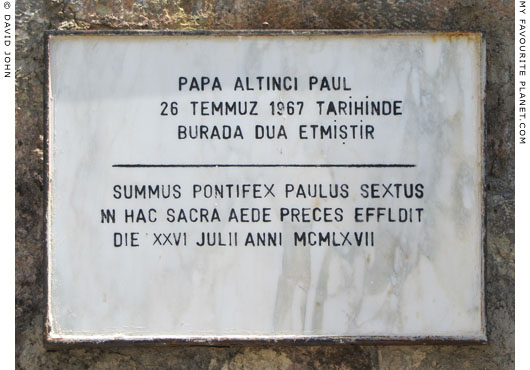 PAPA ALTINCI PAUL
26 TEMMUZ 1967 TARİHİNDE
BURADA DUA ETMİŞTİR
SUMMUS PONTIFEX PAULUS SEXTUS
IN HAC SACRA AEDE PRECES EFFLDIT
DIE XXVI JULII ANNI MCMLXVII
© DAVID JOHN
MY FAVOURITE PLANET.COM